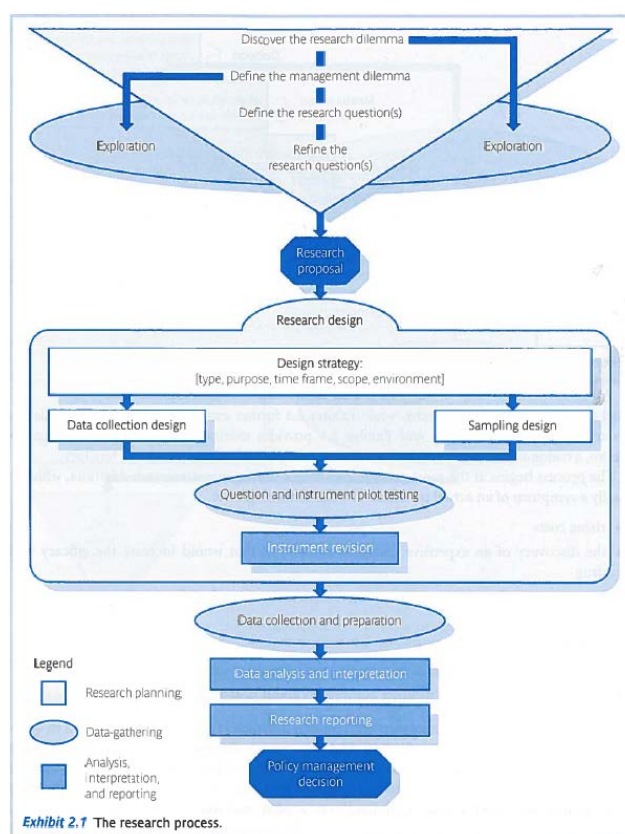 Discover the research dilemma
Define the management dilemma
Define the research question(s)
Exploration
Refine the
research question(s)
Exploration
Research
proposal
Research design
Design strategy:
[type, purpose, time frame, scope, environment]
Data collection design
Sampling design
Question and instrument pilot testing
Instrument revision
Data collection and preparation
Data analysis and interpretation
Research reporting
Policy management
decision
Legend
Research planning
Data-gathering
Analysis,
interpretation,
and reporting
Exhibit 2.1 The research process.